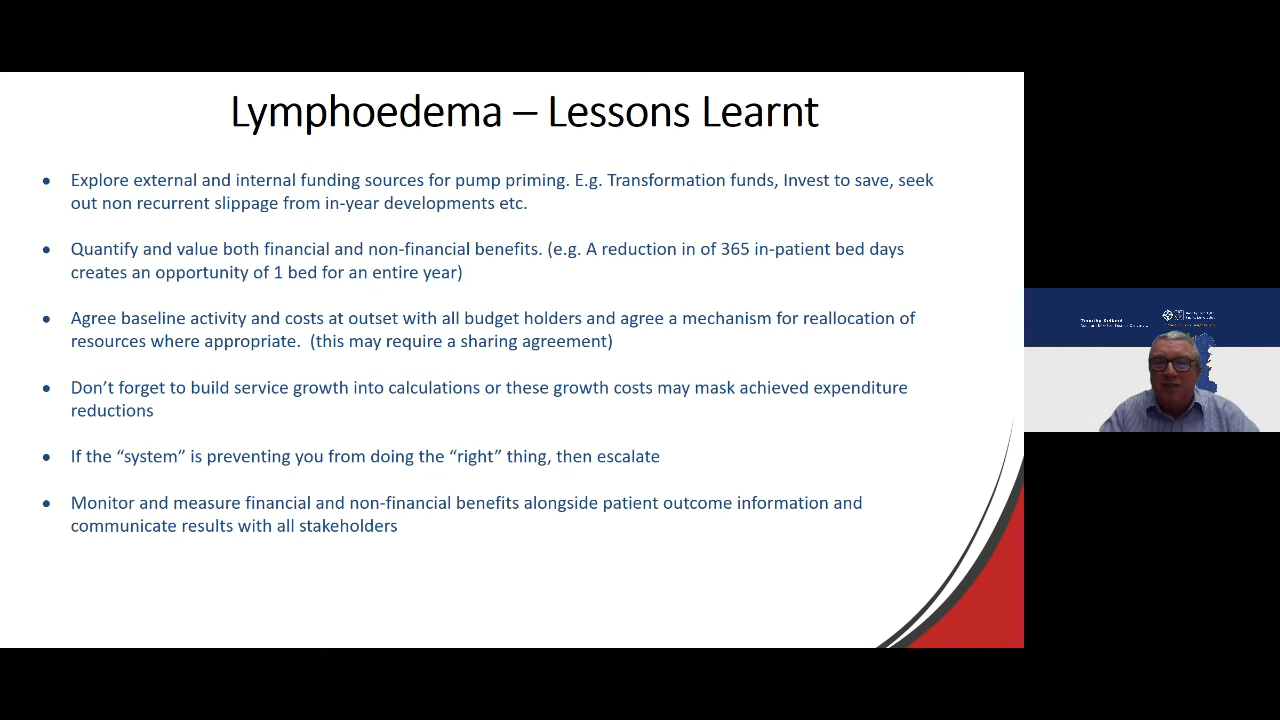 Lymphoedema – Lessons Learnt
• Explore external and internal funding sources for pump priming. E.g. Transformation funds, Invest to save, seek
out non recurrent slippage from in-year developments etc.
• Quantify and value both financial and non-financial benefits. (e.g. A reduction in of 365 in-patient bed days
creates an opportunity of 1 bed for an entire year)
• Agree baseline activity and costs at outset with all budget holders and agree a mechanism for reallocation of
resources where appropriate.  (this may require a sharing agreement)
• Don’t forget to build service growth into calculations or these growth costs may mask achieved expenditure
reductions
• If the “system” is preventing you from doing the “right” thing, then escalate
• Monitor and measure financial and non-financial benefits alongside patient outcome information and
communicate results with all stakeholders